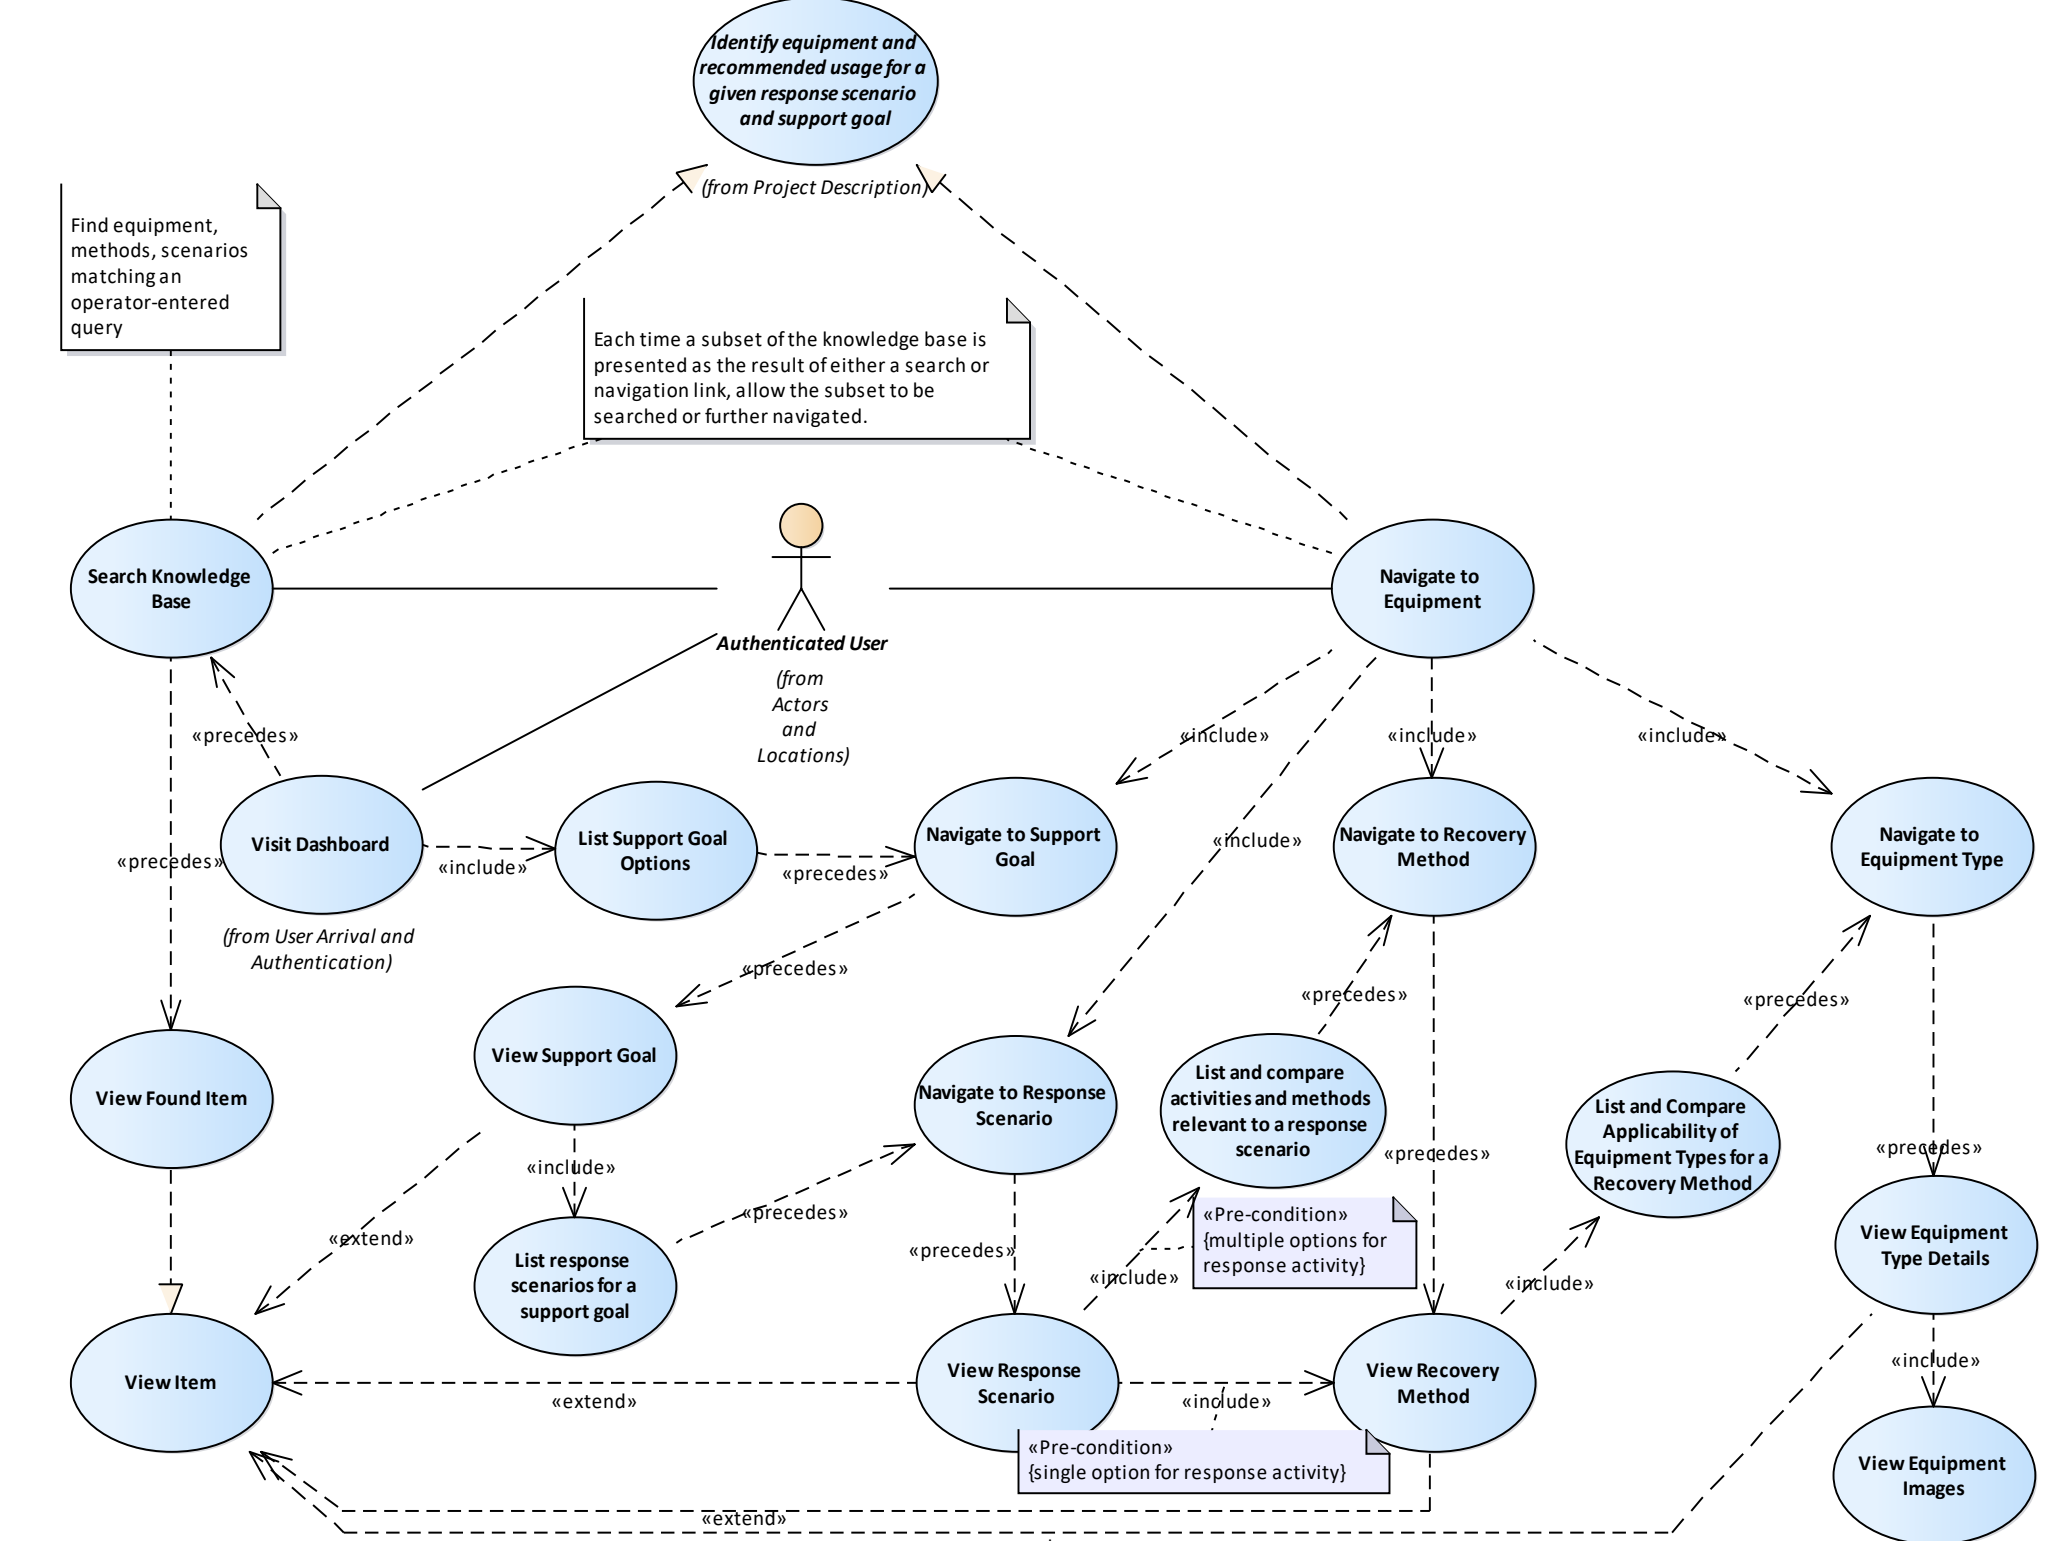 Identify equipment and
recommended usage for a
given response scenario
and support goal
(from Project Description)
Find equipment,
methods, scenarios
matching an
operator-entered
query
Each time a subset of the knowledge base is
presented as the result of either a search or
navigation link, allow the subset to be
searched or further navigated.
Search Knowledge
Base
Authenticated User
(from
Actors
and
Locations)
Navigate to
Equipment
«precedes»
«include»
«include»
«include»
«include»
«precedes»
Visit Dashboard
(from User Arrival and
Authentication)
«include»
List Support Goal
Options
«precedes»
Navigate to Support
Goal
Navigate to Recovery
Method
Navigate to
Equipment Type
«precedes»
«precedes»
«precedes»
View Found Item
View Support Goal
Navigate to Response
Scenario
List and compare
activities and methods
relevant to a response
scenario
List and Compare
Applicability of
Equipment Types for a
Recovery Method
«include»
«precedes»
«precedes»
«precedes»
«extend»
List response
scenarios for a
support goal
«precedes»
«Pre-condition»
{multiple options for
response activity}
«include»
«include»
View Equipment
Type Details
View Item
«extend»
View Response
Scenario
«include»
View Recovery
Method
«include»
«Pre-condition»
{single option for response activity}
View Equipment
Images
«extend»